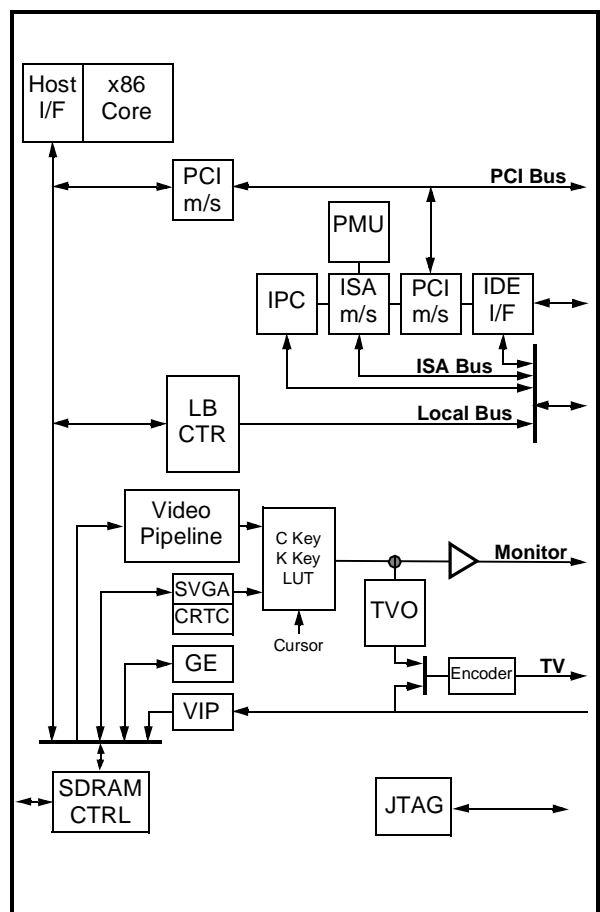 Host
I/F
x86
Core
PCI
m/s
PCI Bus
PMU
IPC
ISA
m/s
PCI
m/s
IDE
I/F
ISA Bus
LB
CTR
Local Bus
Video
Pipeline
C Key
K Key
LUT
Monitor
SVGA
CRTC
TVO
Cursor
GE
Encoder
TV
VIP
SDRAM
CTRL
JTAG